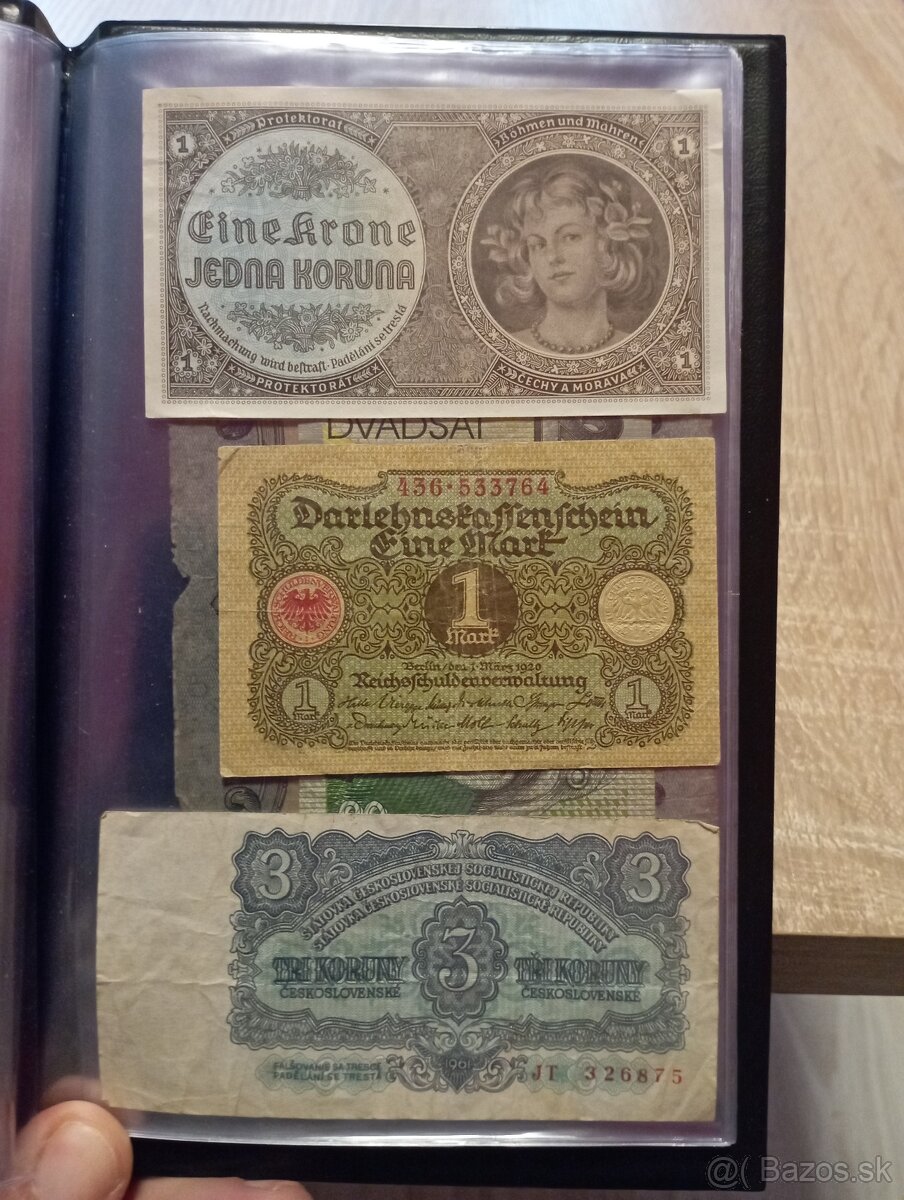 1 Protektorat Böhmen und Mähren 1
Eine Krone
JEDNA KORUNA
Nachmachung wird bestraft · Padělání se trestá
1 PROTEKTORÁT ČECHY A MORAVA 1
DVADSAŤ
436·533764
Darlehnskassenschein
Eine Mark
1
Mark
Berlin, den 1. März 1920
Reichsschuldenverwaltung
1 Mark
1 Mark
3 3
STÁTOVKA ČESKOSLOVENSKEJ SOCIALISTICKEJ REPUBLIKY
STÁTOVKA ČESKOSLOVENSKÉ SOCIALISTICKÉ REPUBLIKY
TRI KORUNY 3 TŘI KORUNY
ČESKOSLOVENSKÉ ČESKOSLOVENSKÉ
FALŠOVANIE SA TRESCE
PADĚLÁNÍ SE TRESTÁ
1961
JT 326875
@( Bazos.sk